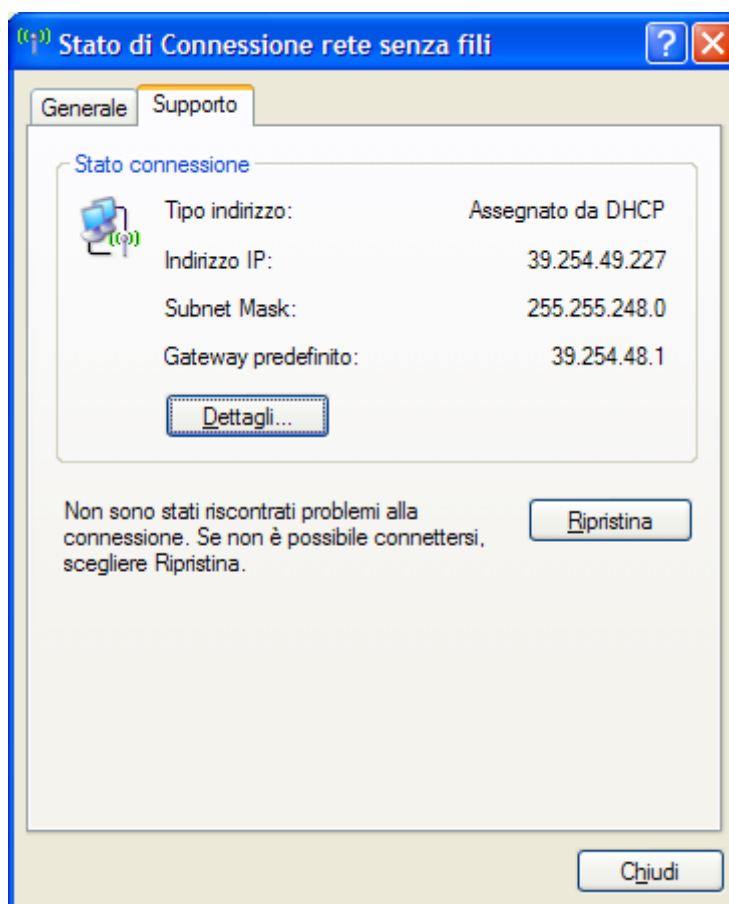 Stato di Connessione rete senza fili
Generale
Supporto
Stato connessione
Tipo indirizzo: Assegnato da DHCP
Indirizzo IP: 39.254.49.227
Subnet Mask: 255.255.248.0
Gateway predefinito: 39.254.48.1
Dettagli...
Non sono stati riscontrati problemi alla
connessione. Se non è possibile connettersi,
scegliere Ripristina.
Ripristina
Chiudi